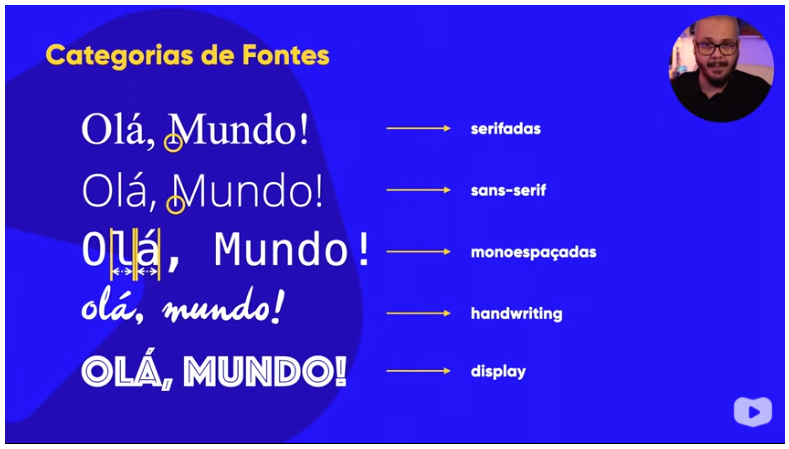 Categorias de Fontes
Olá, Mundo!
serifadas
Olá, Mundo!
sans-serif
Olá, Mundo!
monoespaçadas
olá, mundo!
handwriting
OLÁ, MUNDO!
display